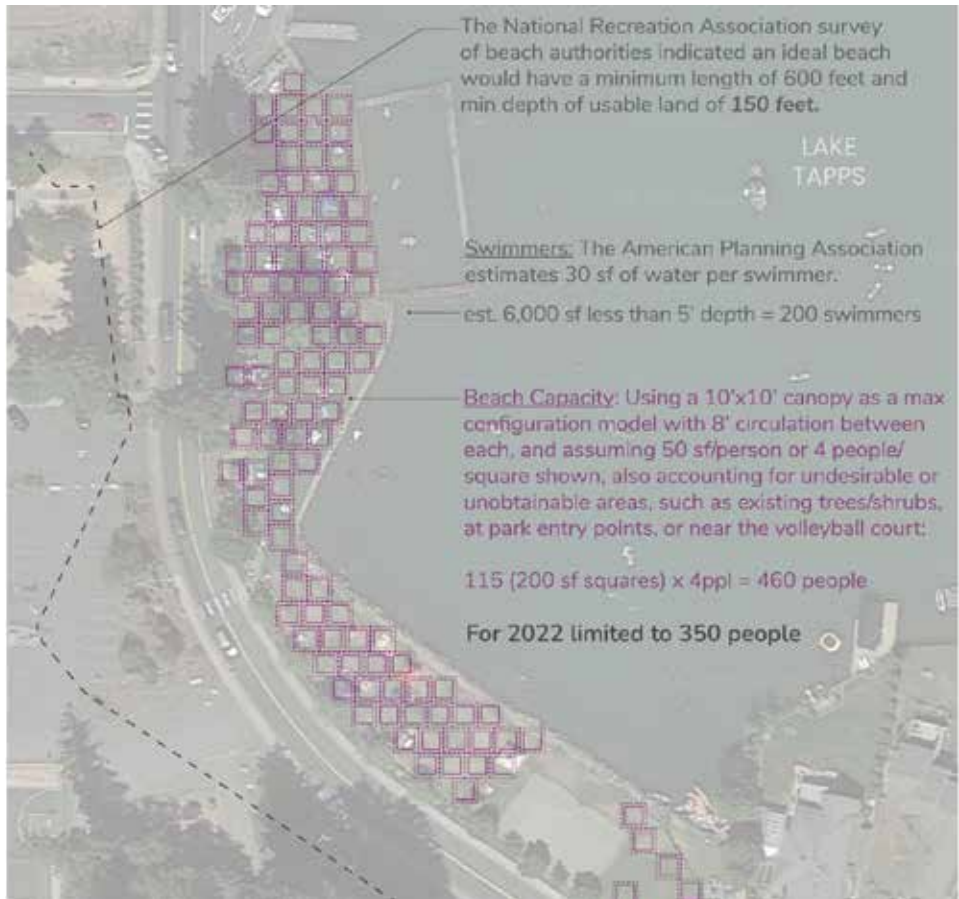 The National Recreation Association survey
of beach authorities indicated an ideal beach
would have a minimum length of 600 feet and
min depth of usable land of 150 feet.
LAKE
TAPPS
Swimmers: The American Planning Association
estimates 30 sf of water per swimmer.
est. 6,000 sf less than 5' depth = 200 swimmers
Beach Capacity: Using a 10'x10' canopy as a max
configuration model with 8' circulation between
each, and assuming 50 sf/person or 4 people/
square shown, also accounting for undesirable or
unobtainable areas, such as existing trees/shrubs,
at park entry points, or near the volleyball court:
115 (200 sf squares) x 4ppl = 460 people
For 2022 limited to 350 people